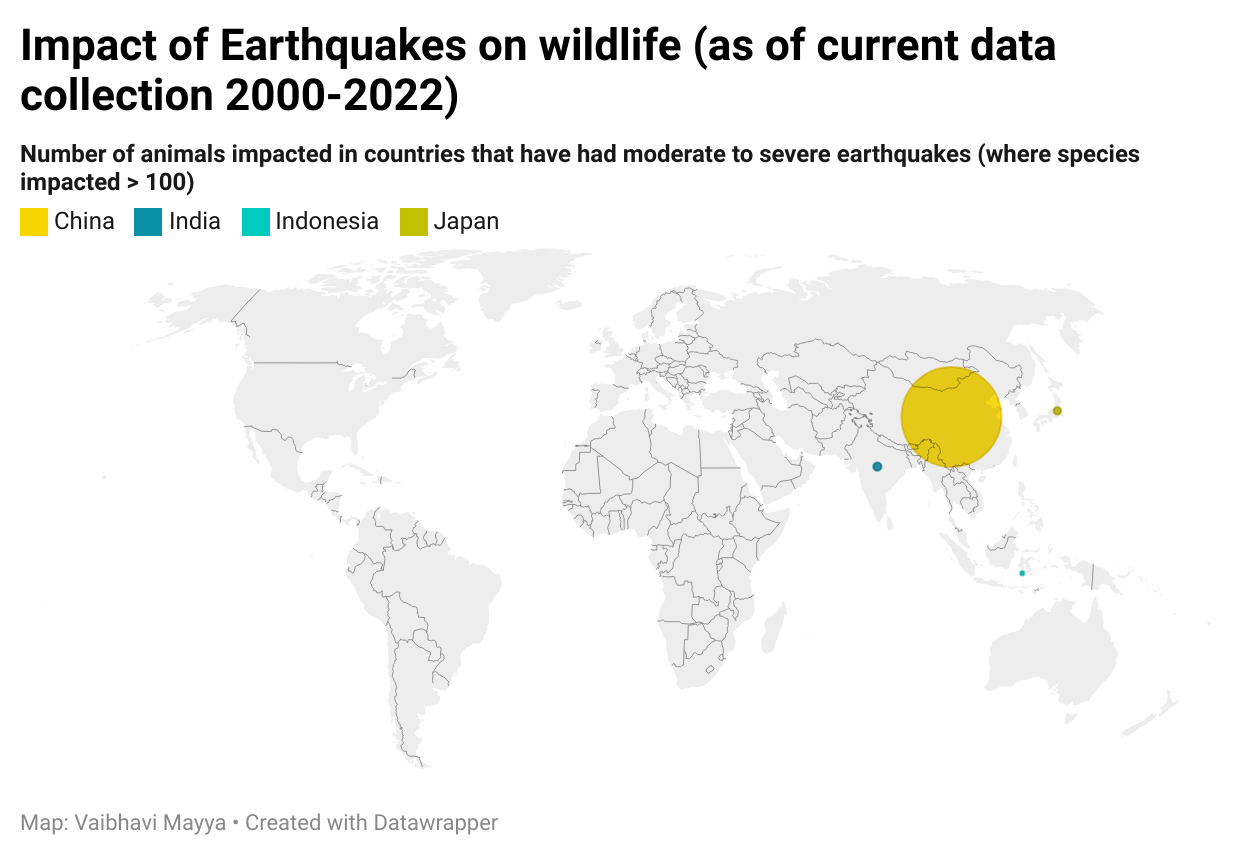 Impact of Earthquakes on wildlife (as of current data
collection 2000-2022)
Number of animals impacted in countries that have had moderate to severe earthquakes (where species
impacted > 100)
China India Indonesia Japan
Map: Vaibhavi Mayya • Created with Datawrapper